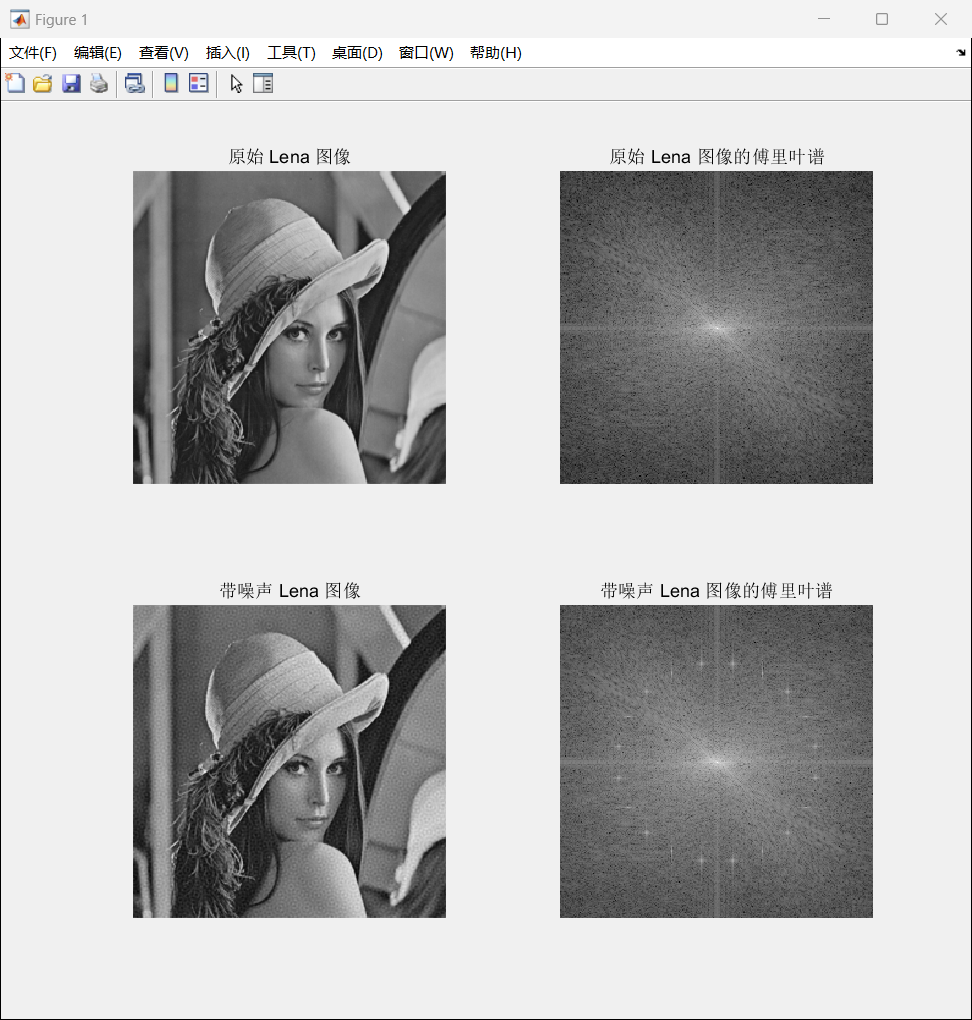 Figure 1
文件(F) 编辑(E) 查看(V) 插入(I) 工具(T) 桌面(D) 窗口(W) 帮助(H)
原始 Lena 图像 原始 Lena 图像的傅里叶谱
带噪声 Lena 图像 带噪声 Lena 图像的傅里叶谱